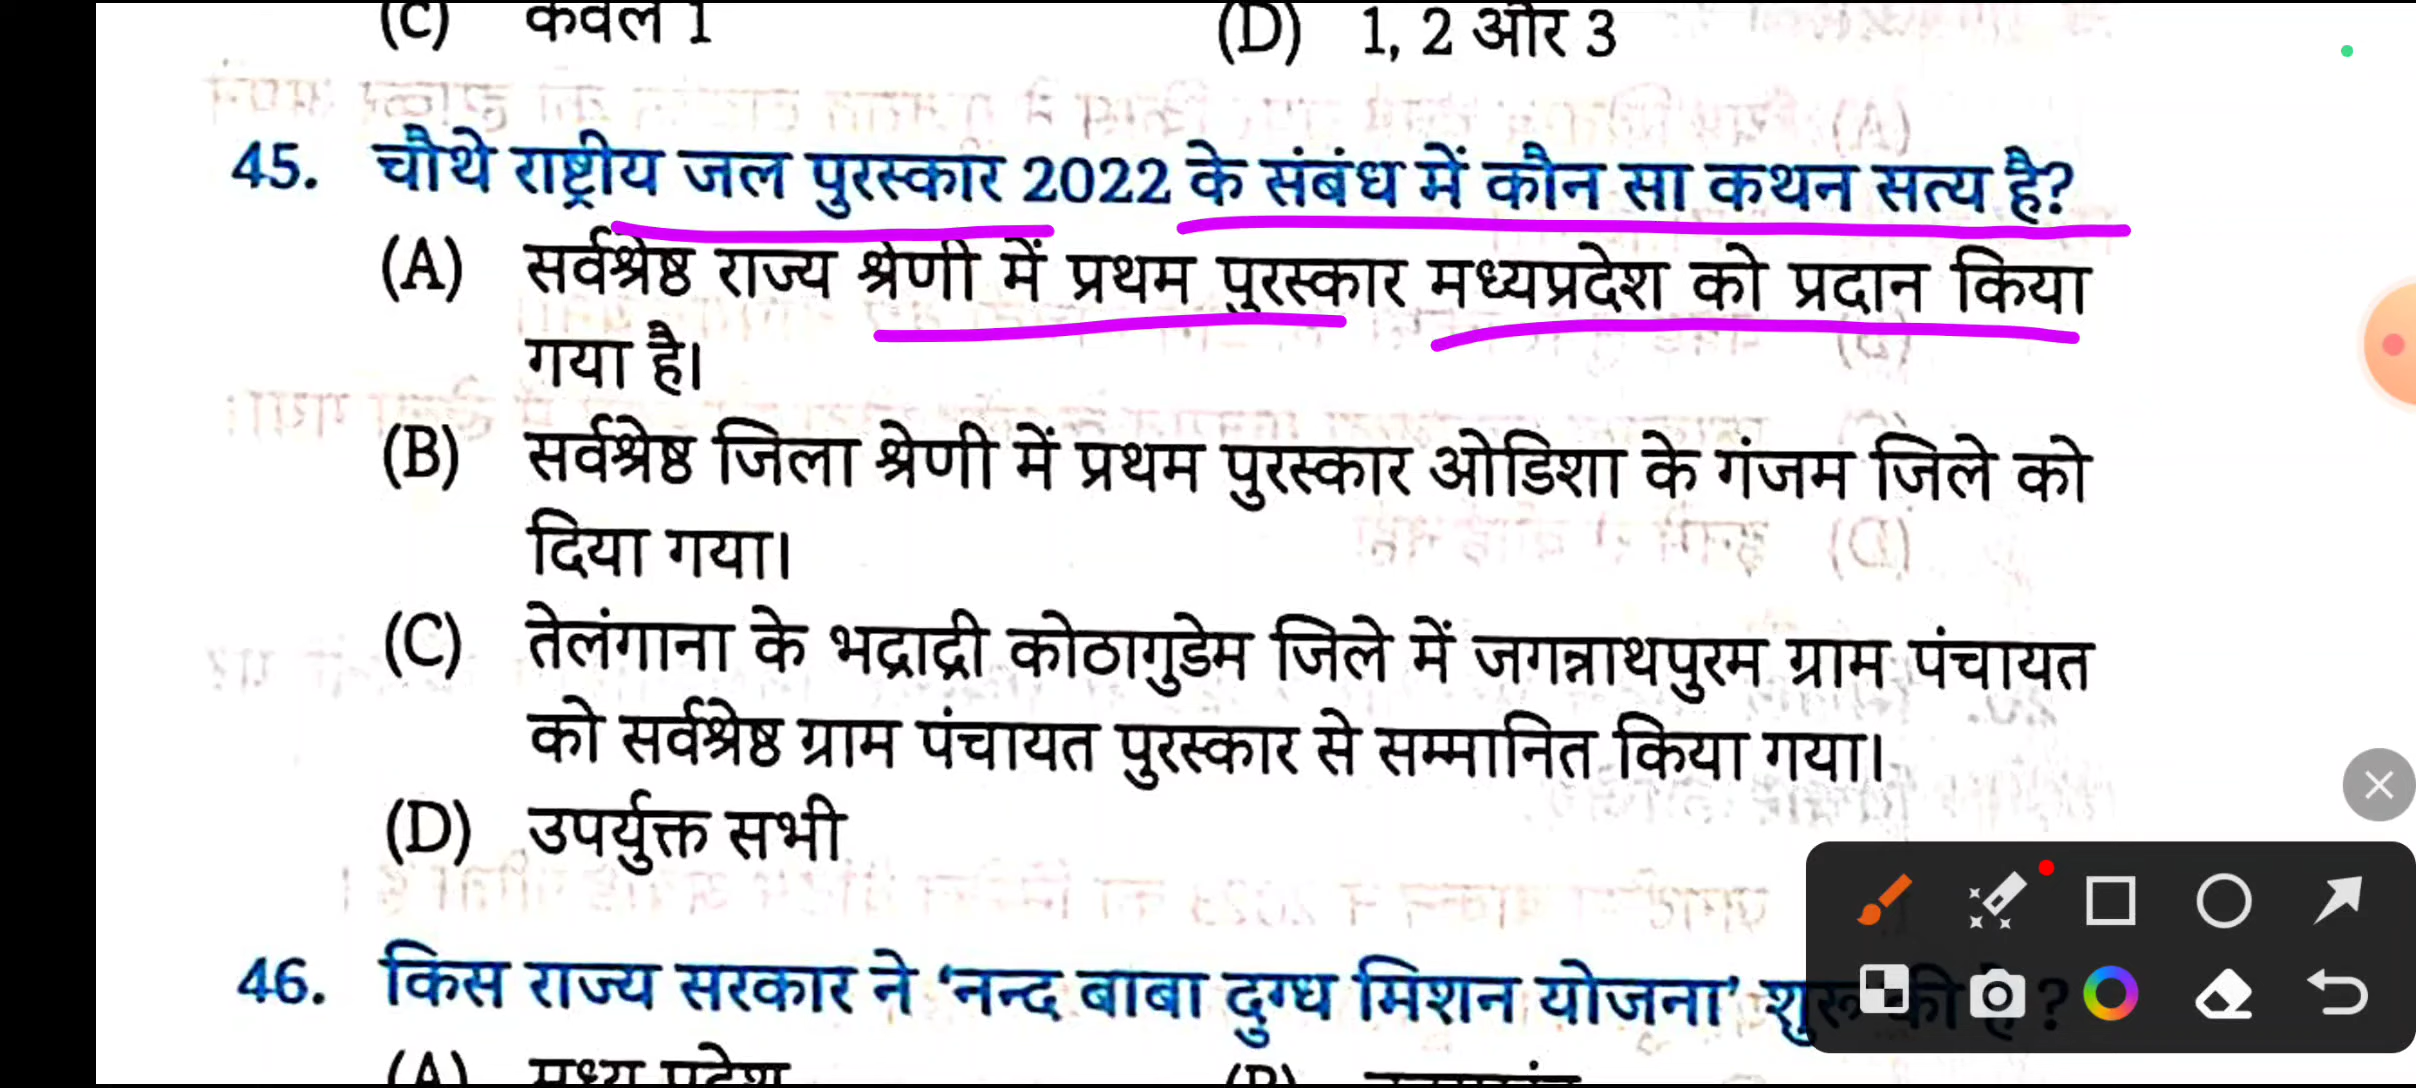 (C) केवल 1 (D) 1, 2 और 3
45. चौथे राष्ट्रीय जल पुरस्कार 2022 के संबंध में कौन सा कथन सत्य है?
(A) सर्वश्रेष्ठ राज्य श्रेणी में प्रथम पुरस्कार मध्यप्रदेश को प्रदान किया
गया है।
(B) सर्वश्रेष्ठ जिला श्रेणी में प्रथम पुरस्कार ओडिशा के गंजम जिले को
दिया गया।
(C) तेलंगाना के भद्राद्री कोठागुडेम जिले में जगन्नाथपुरम ग्राम पंचायत
को सर्वश्रेष्ठ ग्राम पंचायत पुरस्कार से सम्मानित किया गया।
(D) उपर्युक्त सभी
46. किस राज्य सरकार ने ‘नन्द बाबा दुग्ध मिशन योजना’ शुरू की है?
(A) मध्य प्रदेश (B)